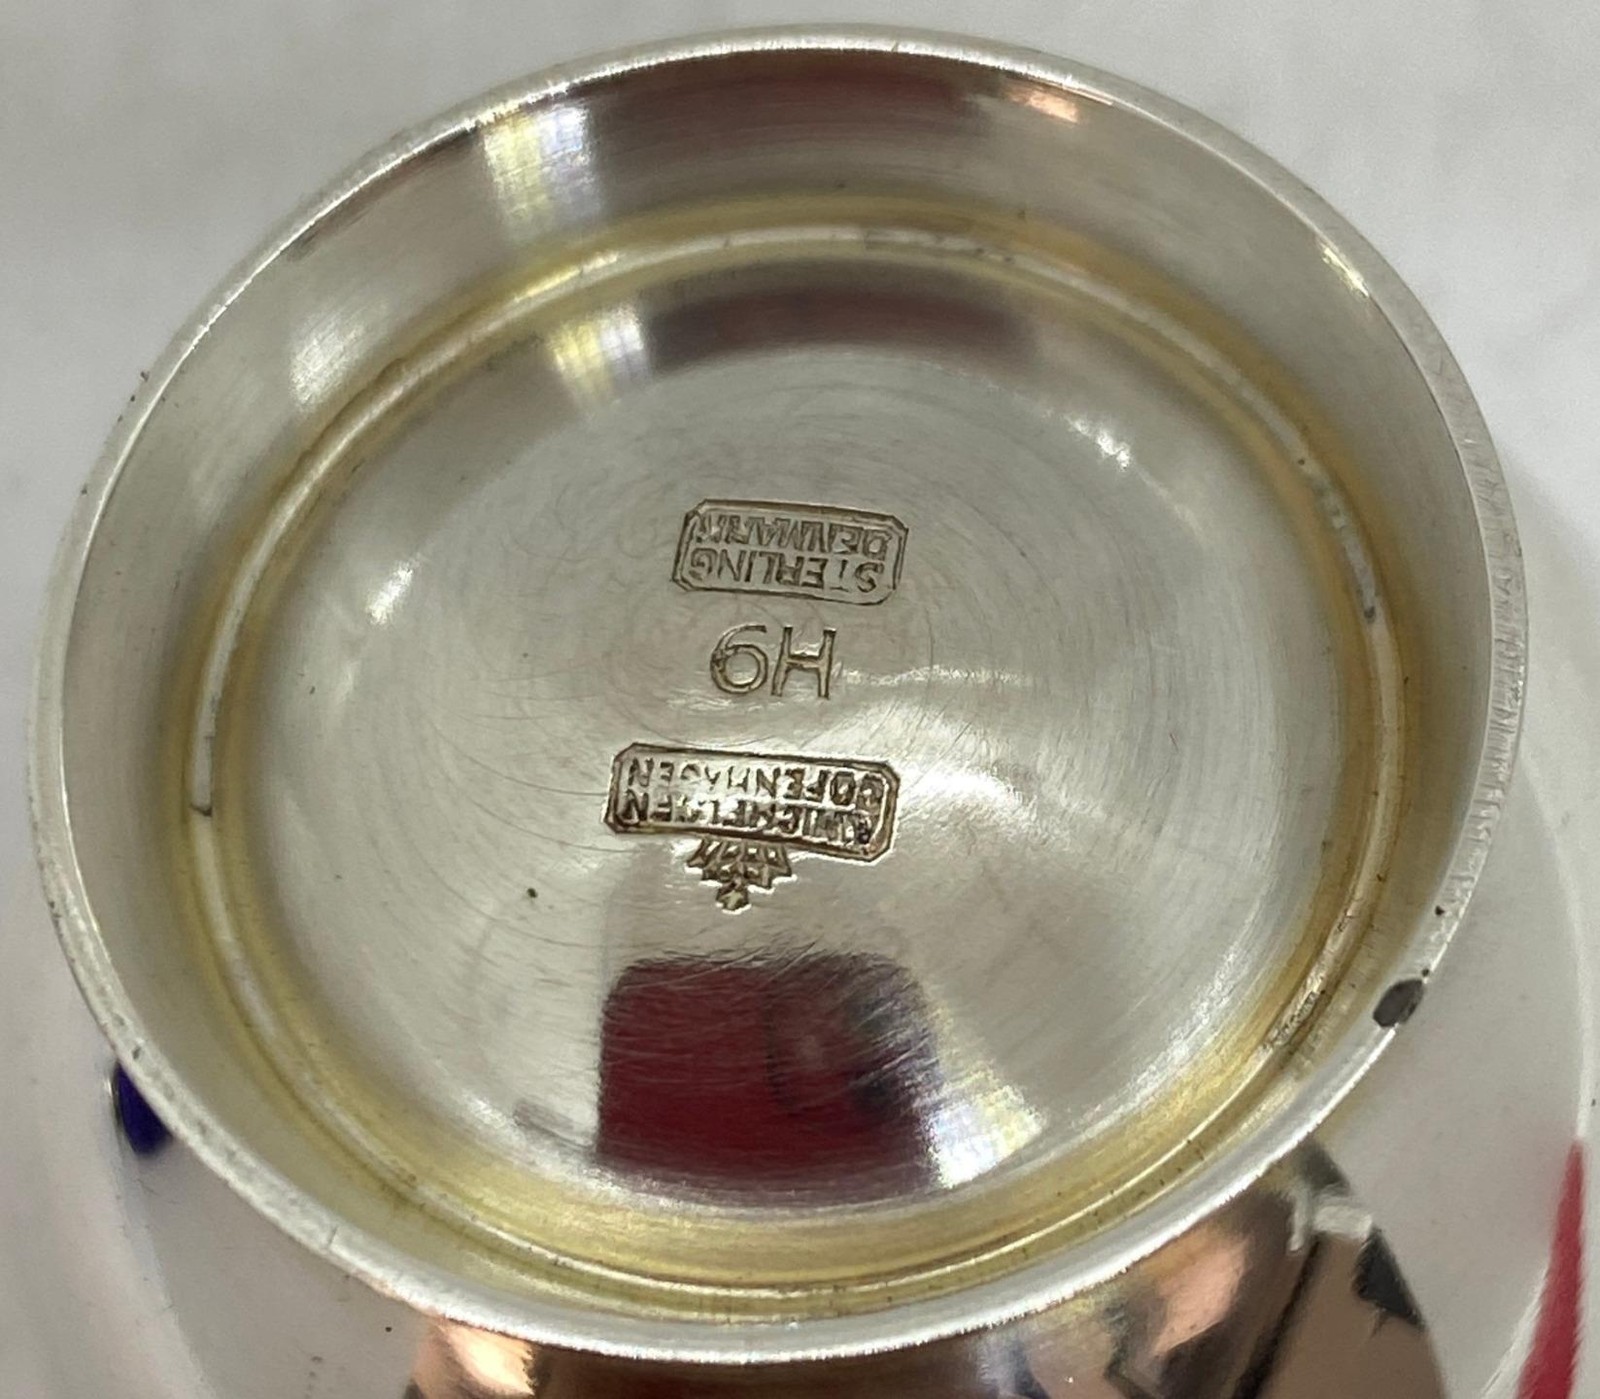 A.MICHELSEN
COPENHAGEN
H9
STERLING
DENMARK